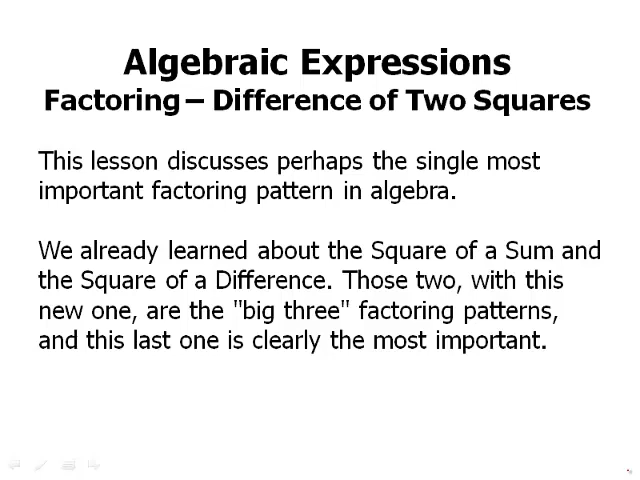 Algebraic Expressions
Factoring – Difference of Two Squares
This lesson discusses perhaps the single most
important factoring pattern in algebra.
We already learned about the Square of a Sum and
the Square of a Difference. Those two, with this
new one, are the "big three" factoring patterns,
and this last one is clearly the most important.